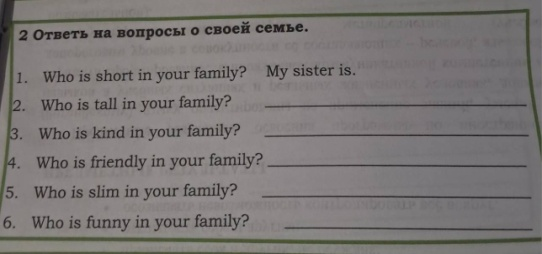 2 Ответь на вопросы о своей семье.
1. Who is short in your family? My sister is.
2. Who is tall in your family?
3. Who is kind in your family?
4. Who is friendly in your family?
5. Who is slim in your family?
6. Who is funny in your family?